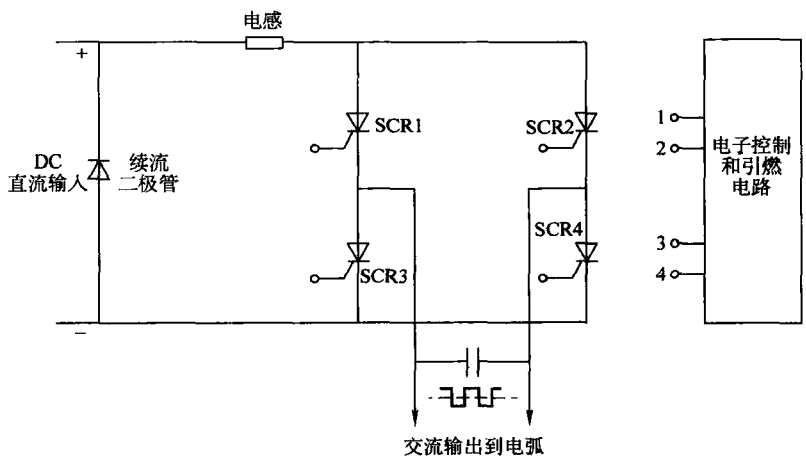 电感
+
SCR1
SCR2
DC
直流输入
续流
二极管
SCR3
SCR4
−
1
2
3
4
电子控制
和引燃
电路
交流输出到电弧